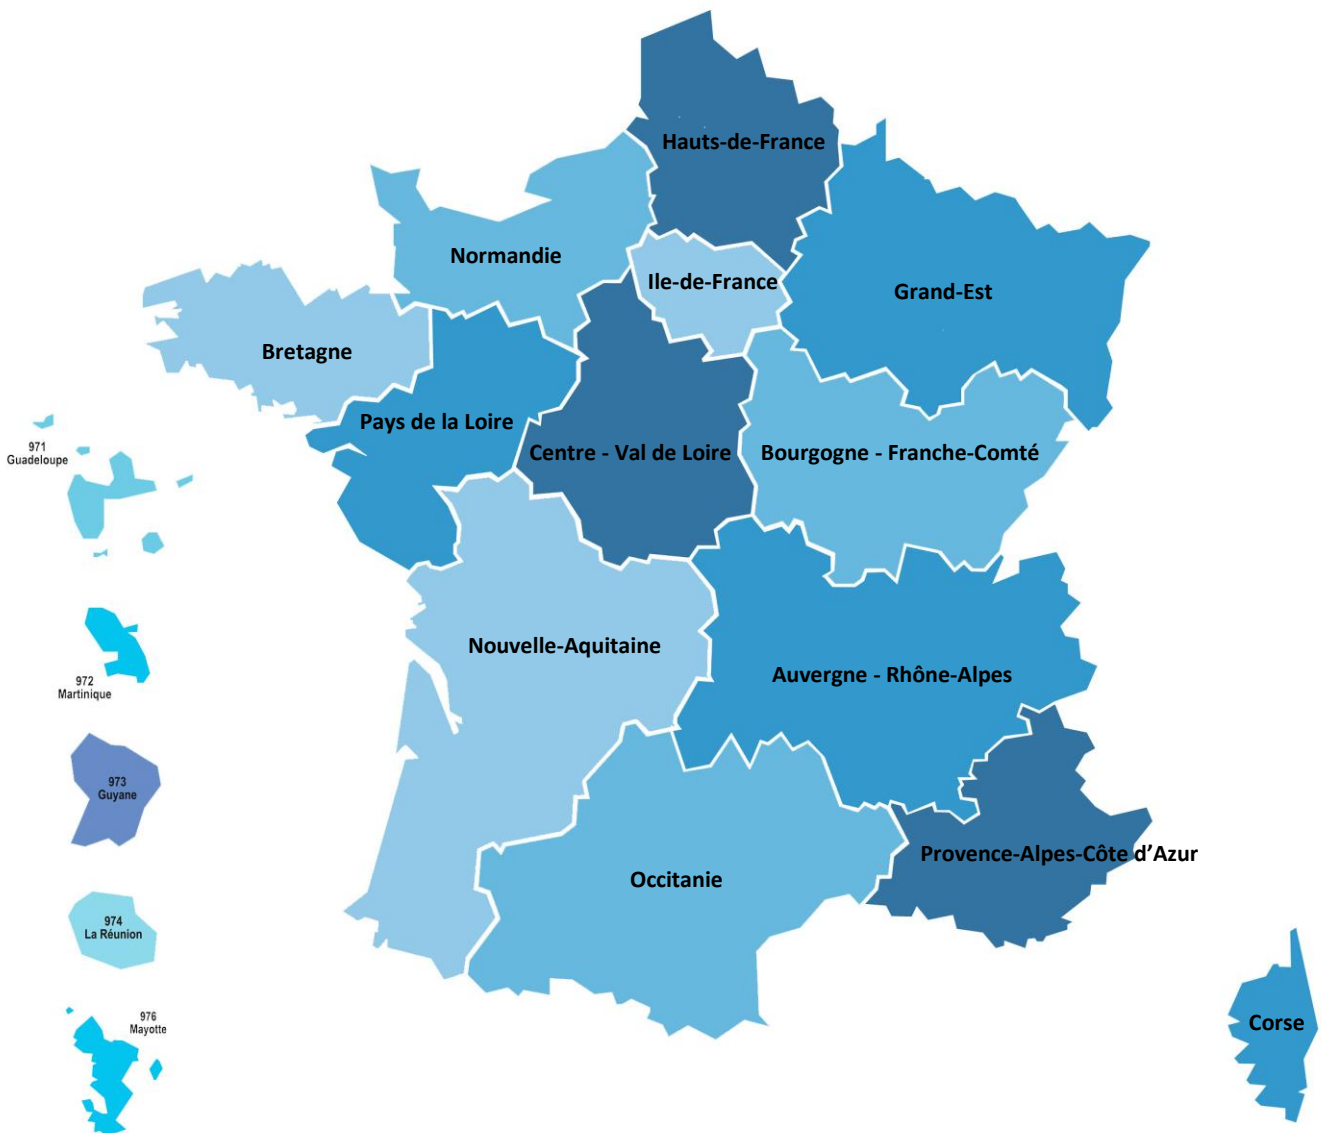 Hauts-de-France
Normandie
Ile-de-France
Grand-Est
Bretagne
Pays de la Loire
Centre - Val de Loire
Bourgogne - Franche-Comté
971
Guadeloupe
Nouvelle-Aquitaine
Auvergne - Rhône-Alpes
972
Martinique
973
Guyane
Provence-Alpes-Côte d’Azur
Occitanie
974
La Réunion
976
Mayotte
Corse